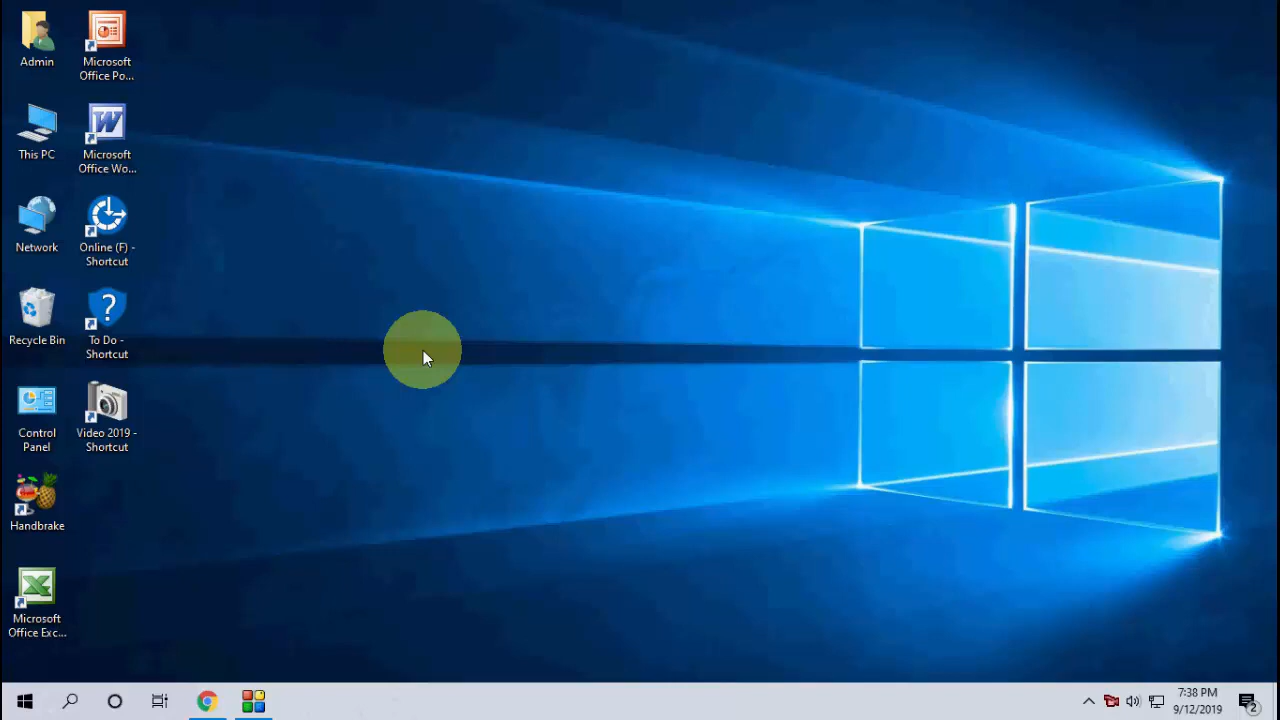 Admin
Microsoft
Office Po...
This PC
Microsoft
Office Wo...
Network
Online (F) -
Shortcut
Recycle Bin
To Do -
Shortcut
Control
Panel
Video 2019 -
Shortcut
Handbrake
Microsoft
Office Exc...
7:38 PM
9/12/2019
2